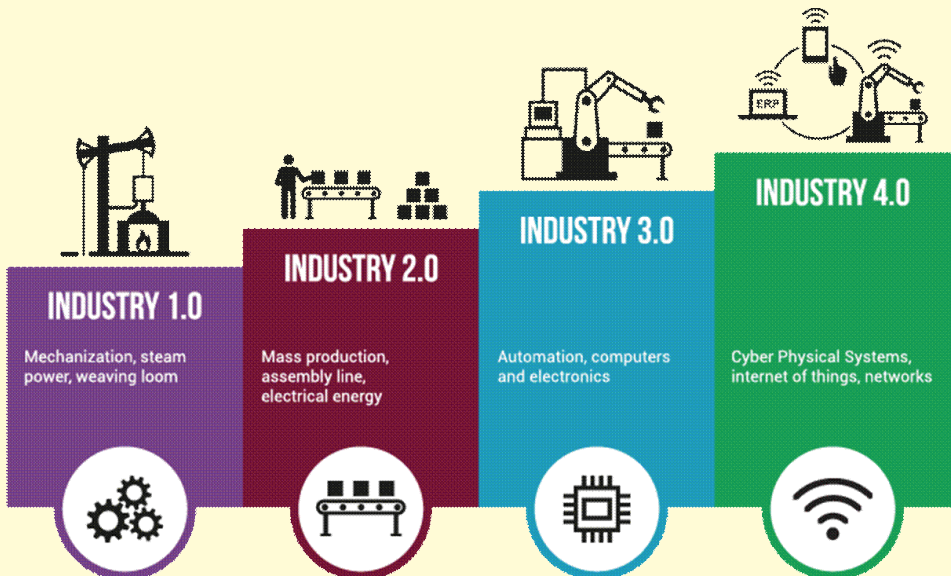 ERP
INDUSTRY 1.0
Mechanization, steam
power, weaving loom
INDUSTRY 2.0
Mass production,
assembly line,
electrical energy
INDUSTRY 3.0
Automation, computers
and electronics
INDUSTRY 4.0
Cyber Physical Systems,
internet of things, networks